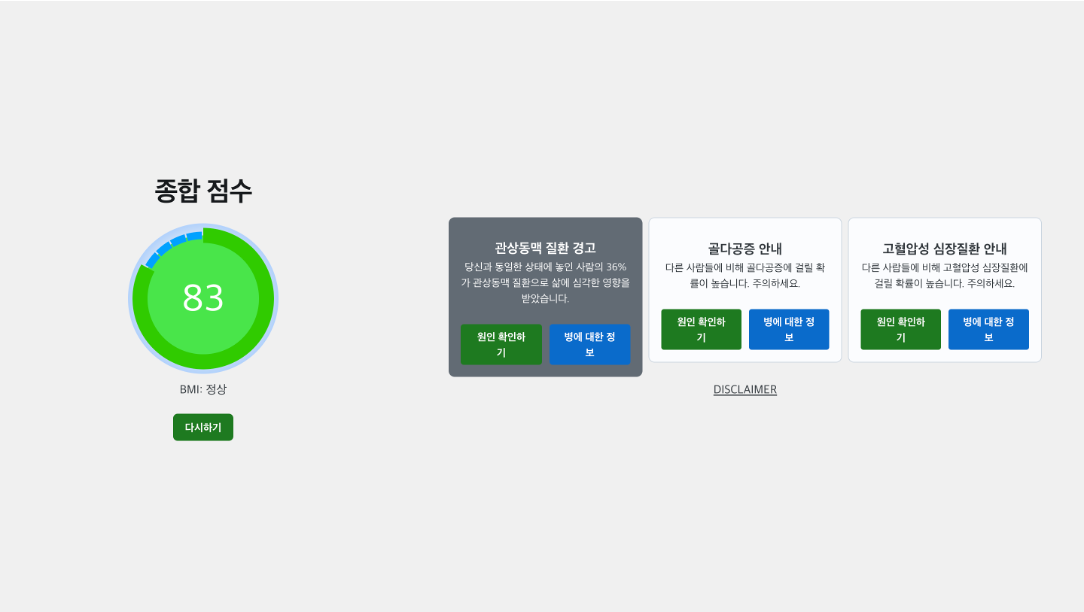 종합 점수
83
BMI: 정상
다시하기
관상동맥 질환 경고
당신과 동일한 상태에 놓인 사람의 36%
가 관상동맥 질환으로 삶에 심각한 영향을
받았습니다.
원인 확인하
기
병에 대한 정
보
골다공증 안내
다른 사람들에 비해 골다공증에 걸릴 확
률이 높습니다. 주의하세요.
원인 확인하
기
병에 대한 정
보
고혈압성 심장질환 안내
다른 사람들에 비해 고혈압성 심장질환에
걸릴 확률이 높습니다. 주의하세요.
원인 확인하
기
병에 대한 정
보
DISCLAIMER